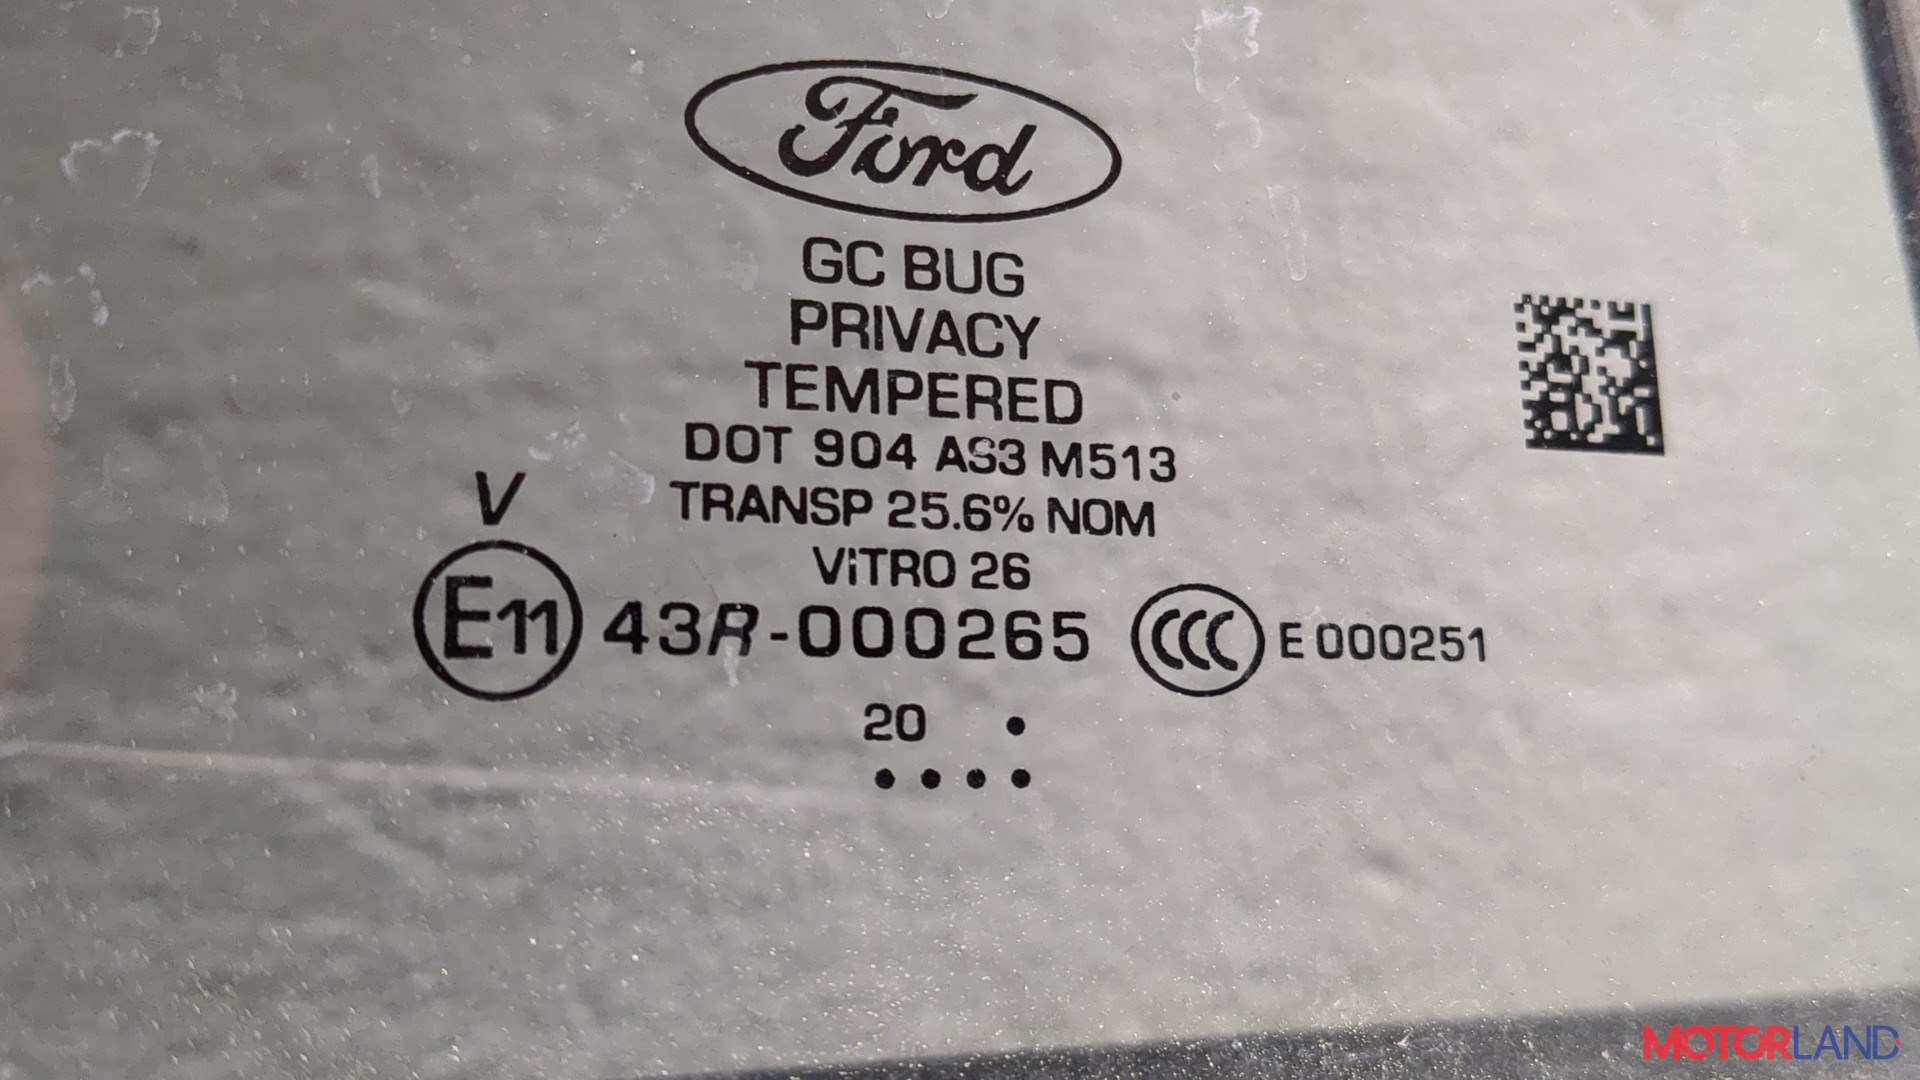 Ford
GC BUG
PRIVACY
TEMPERED
DOT 904 AS3 M513
TRANSP 25.6% NOM
V
ViTRO 26
E11 43R-000265 CCC E 000251
20 •
• • • •
MOTORLAND